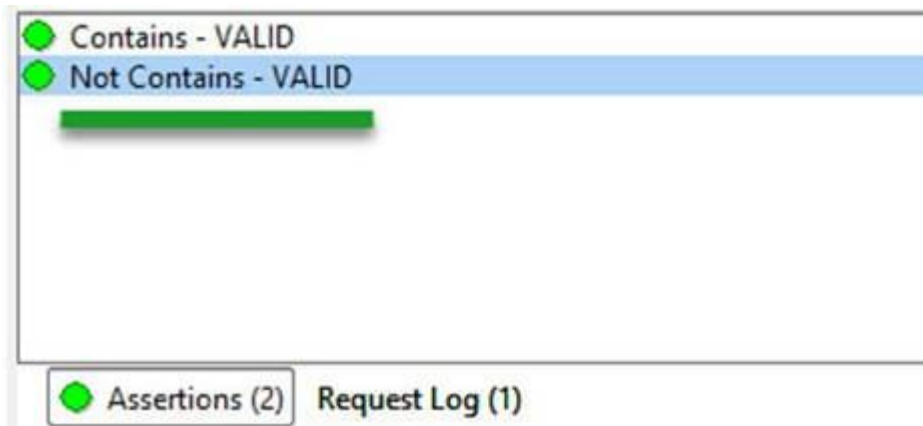 Contains - VALID
Not Contains - VALID
Assertions (2) Request Log (1)